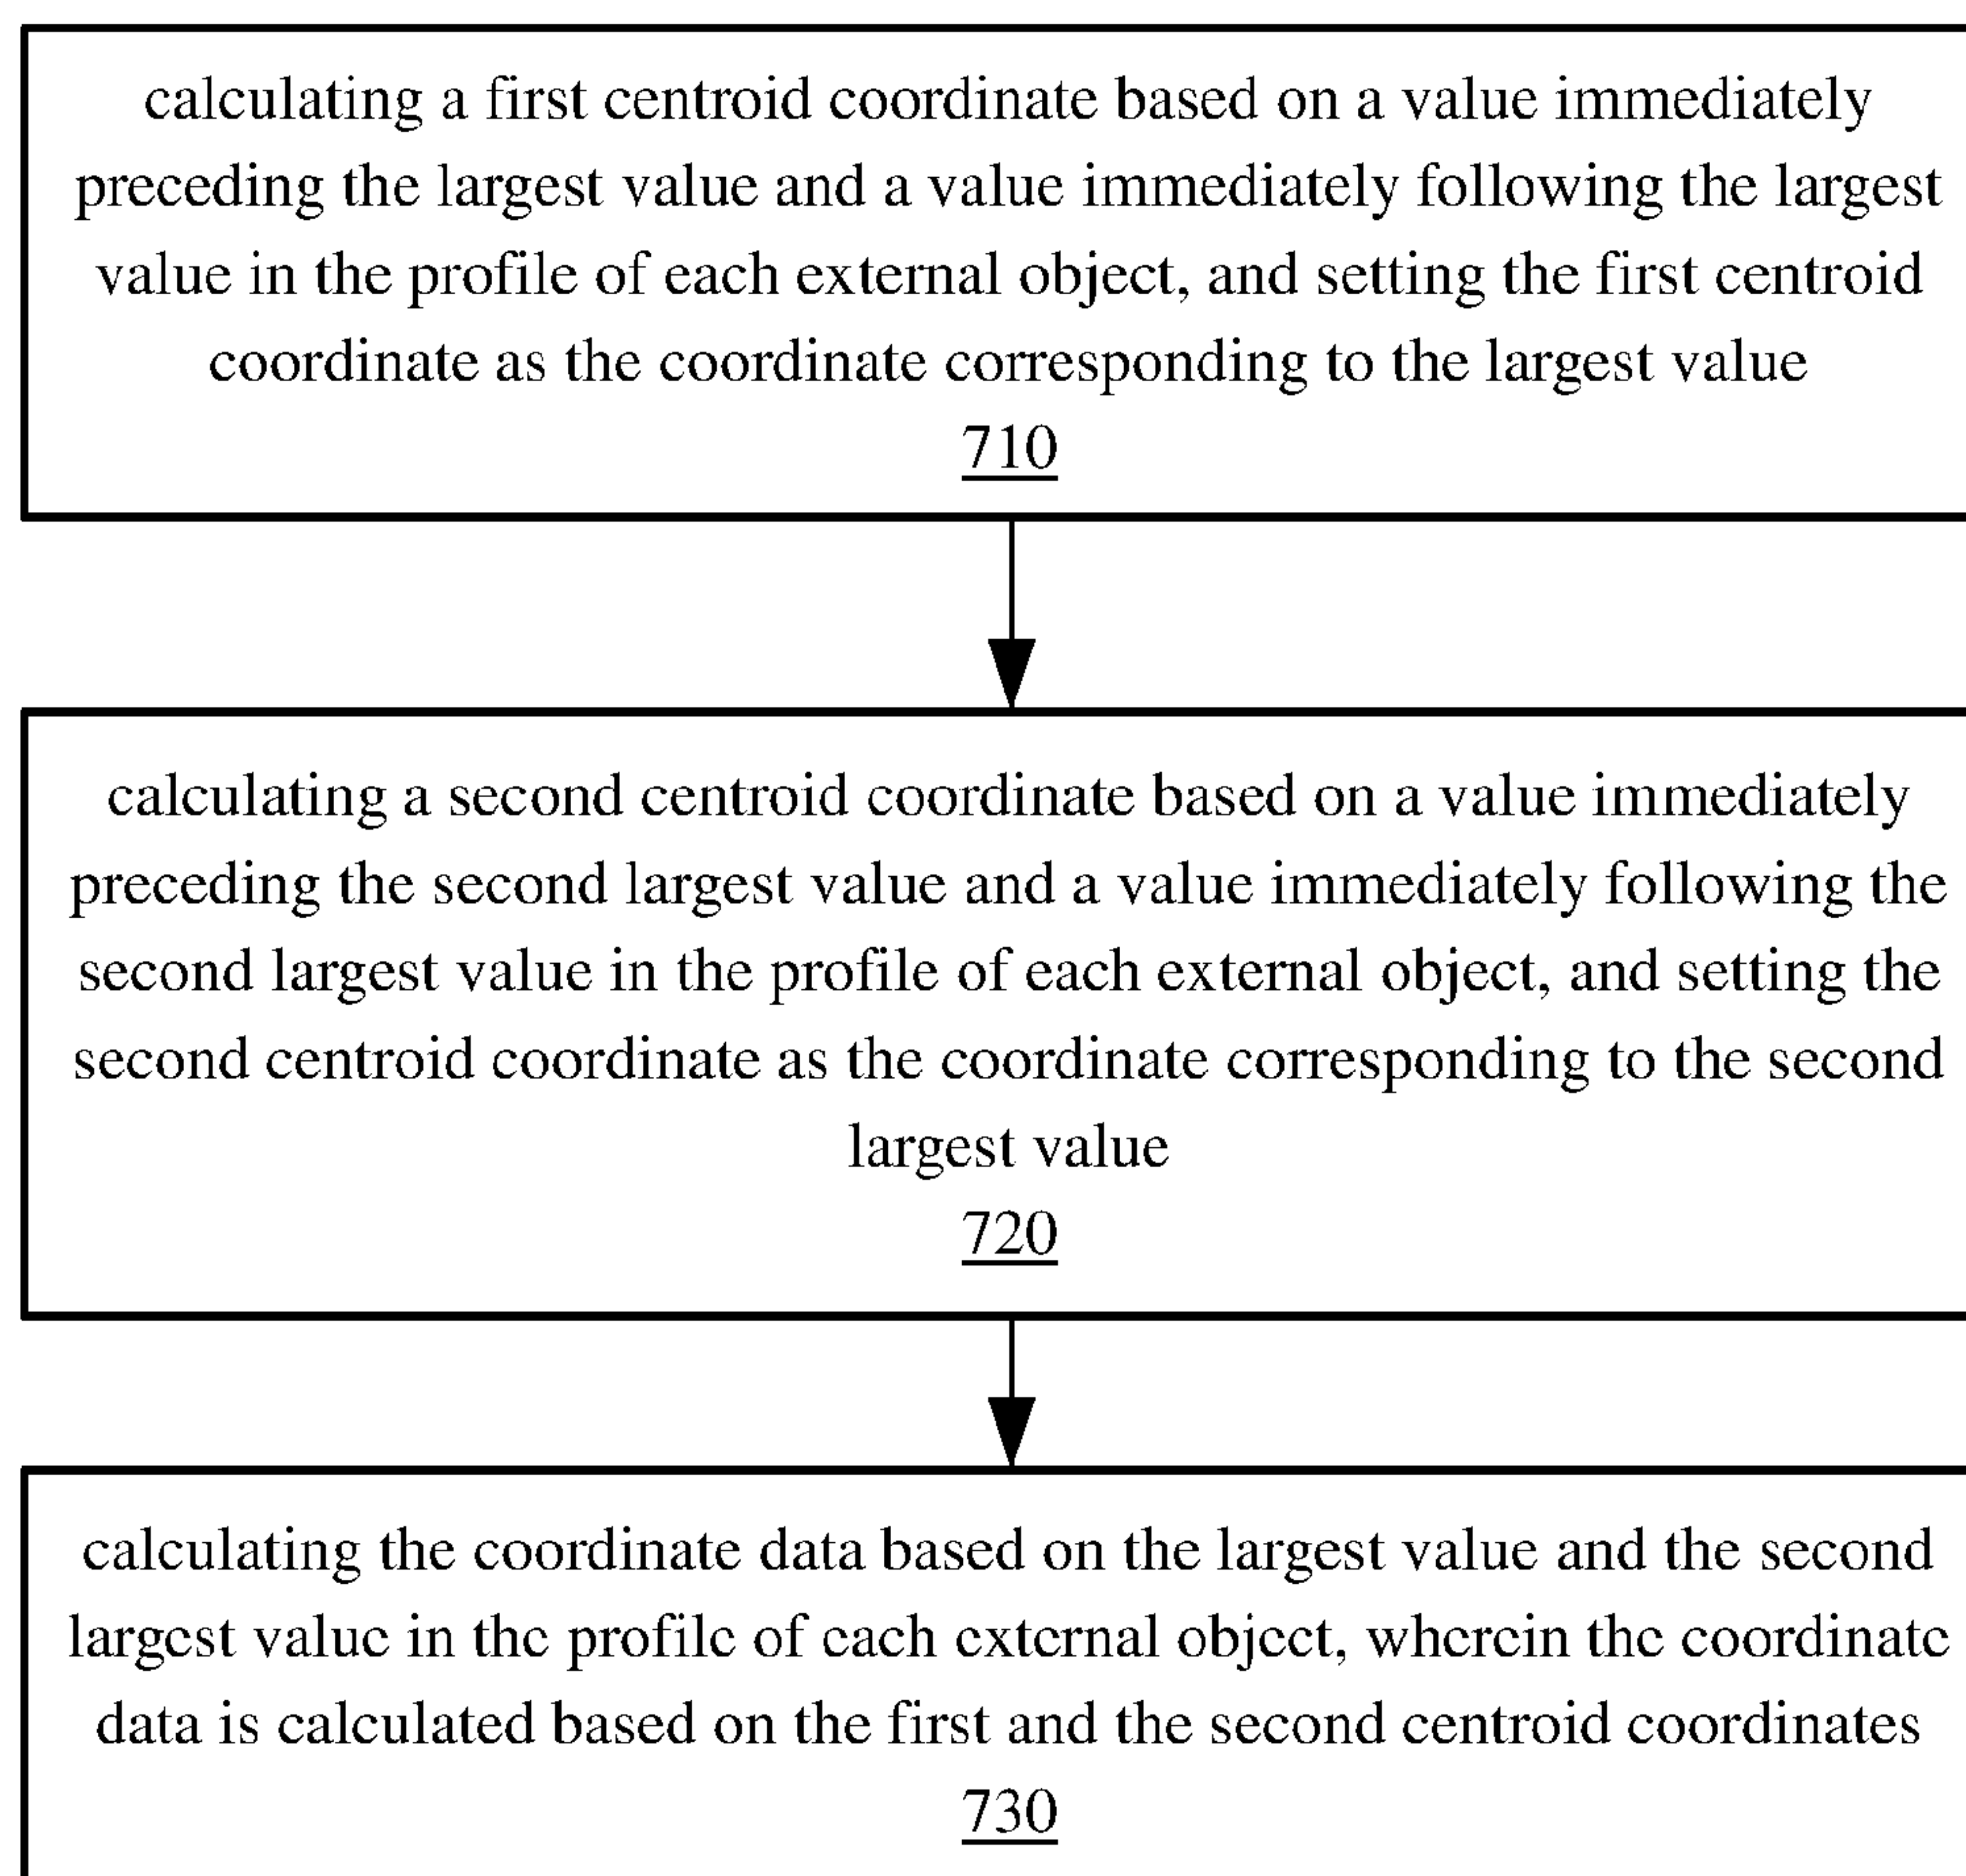 calculating a first centroid coordinate based on a value immediately
preceding the largest value and a value immediately following the largest
value in the profile of each external object, and setting the first centroid
coordinate as the coordinate corresponding to the largest value
710
calculating a second centroid coordinate based on a value immediately
preceding the second largest value and a value immediately following the
second largest value in the profile of each external object, and setting the
second centroid coordinate as the coordinate corresponding to the second
largest value
720
calculating the coordinate data based on the largest value and the second
largest value in the profile of each external object, wherein the coordinate
data is calculated based on the first and the second centroid coordinates
730